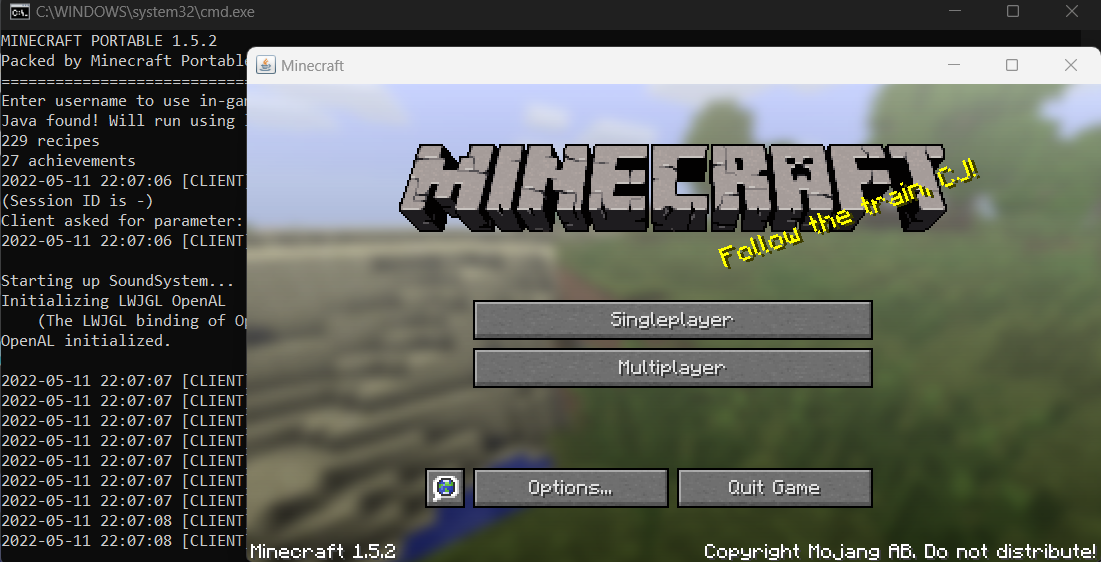 C:\WINDOWS\system32\cmd.exe
MINECRAFT PORTABLE 1.5.2
Packed by Minecraft Portable
==============================
Enter username to use in-
Java found! Will run using
229 recipes
27 achievements
2022-05-11 22:07:06 [CLIENT]
(Session ID is -)
Client asked for parameter:
2022-05-11 22:07:06 [CLIENT]
Starting up SoundSystem...
Initializing LWJGL OpenAL
(The LWJGL binding of
OpenAL initialized.
2022-05-11 22:07:07 [CLIENT]
2022-05-11 22:07:07 [CLIENT]
2022-05-11 22:07:07 [CLIENT]
2022-05-11 22:07:07 [CLIENT]
2022-05-11 22:07:07 [CLIENT]
2022-05-11 22:07:07 [CLIENT]
2022-05-11 22:07:07 [CLIENT]
2022-05-11 22:07:08 [CLIENT]
2022-05-11 22:07:08 [CLIENT]
Minecraft
MINECRAFT
Follow the train, CJ!
Singleplayer
Multiplayer
Options...
Quit Game
Minecraft 1.5.2
Copyright Mojang AB. Do not distribute!